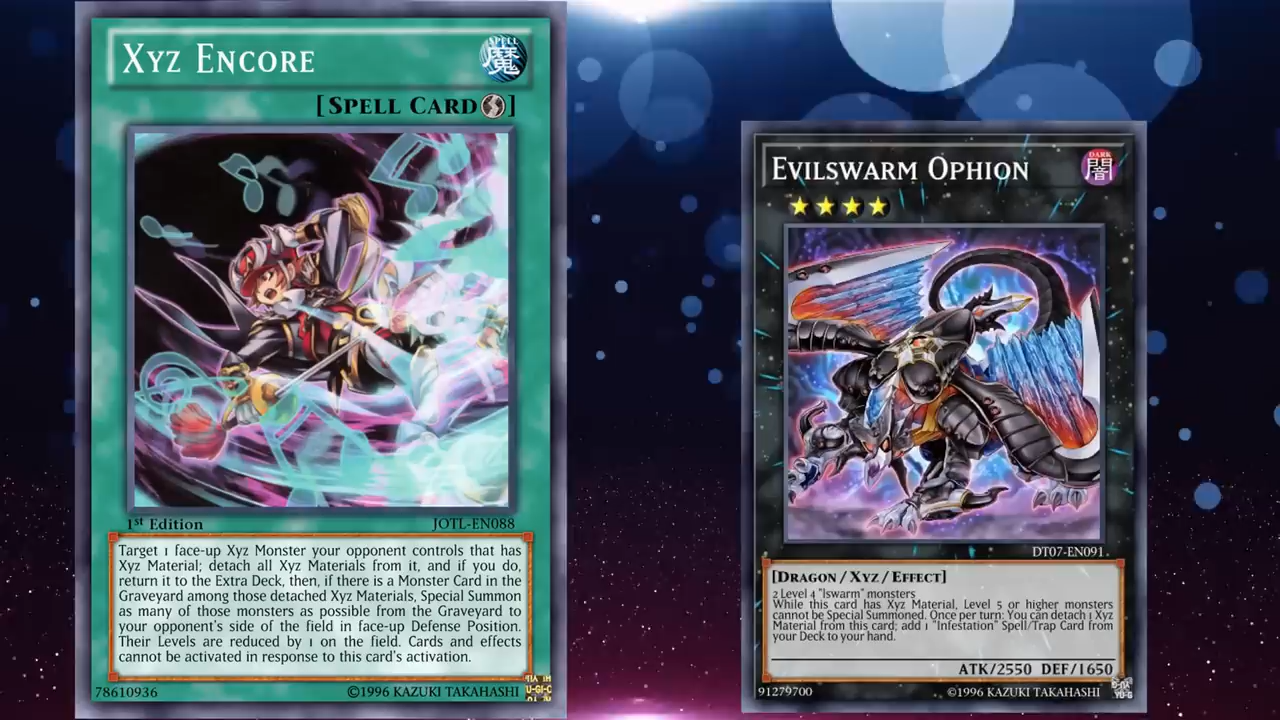 Xyz Encore
SPELL
魔
[Spell Card]
1st Edition
JOTL-EN088
Target 1 face-up Xyz Monster your opponent controls that has
Xyz Material; detach all Xyz Materials from it, and if you do,
return it to the Extra Deck, then, if there is a Monster Card in the
Graveyard among those detached Xyz Materials, Special Summon
as many of those monsters as possible from the Graveyard to
your opponent's side of the field in face-up Defense Position.
Their Levels are reduced by 1 on the field. Cards and effects
cannot be activated in response to this card's activation.
78610936
©1996 KAZUKI TAKAHASHI
Evilswarm Ophion
DARK
闇
DT07-EN091
[Dragon/Xyz/Effect]
2 Level 4 "lswarm" monsters
While this card has Xyz Material, Level 5 or higher monsters
cannot be Special Summoned. Once per turn: You can detach 1 Xyz
Material from this card; add 1 "Infestation" Spell/Trap Card from
your Deck to your hand.
ATK/2550 DEF/1650
91279700
©1996 KAZUKI TAKAHASHI